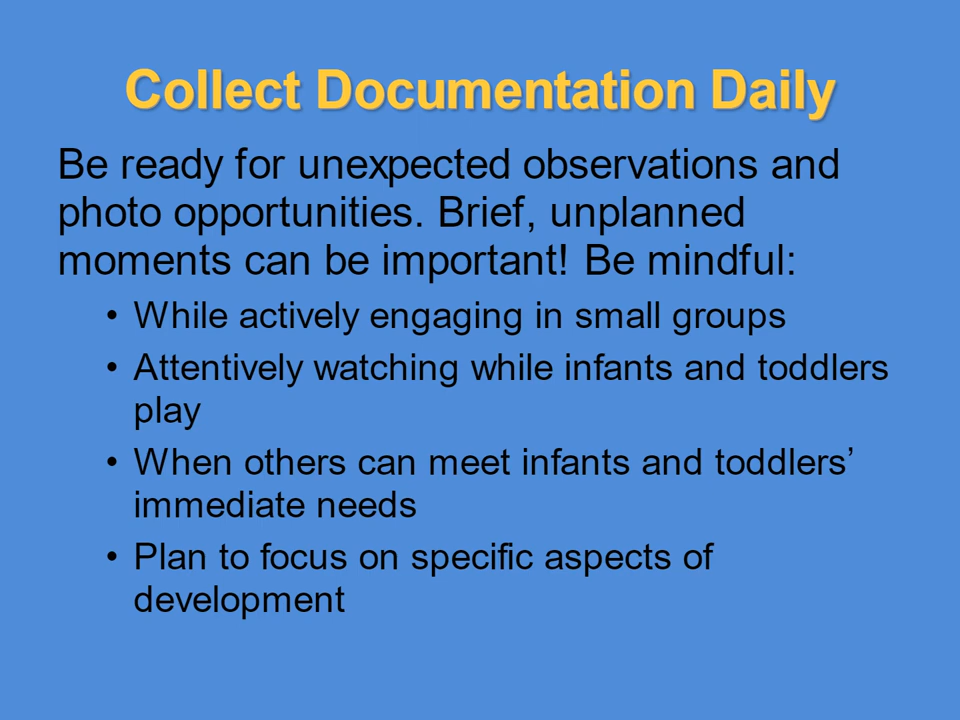 Collect Documentation Daily
Be ready for unexpected observations and
photo opportunities. Brief, unplanned
moments can be important! Be mindful:
• While actively engaging in small groups
• Attentively watching while infants and toddlers
play
• When others can meet infants and toddlers’
immediate needs
• Plan to focus on specific aspects of
development